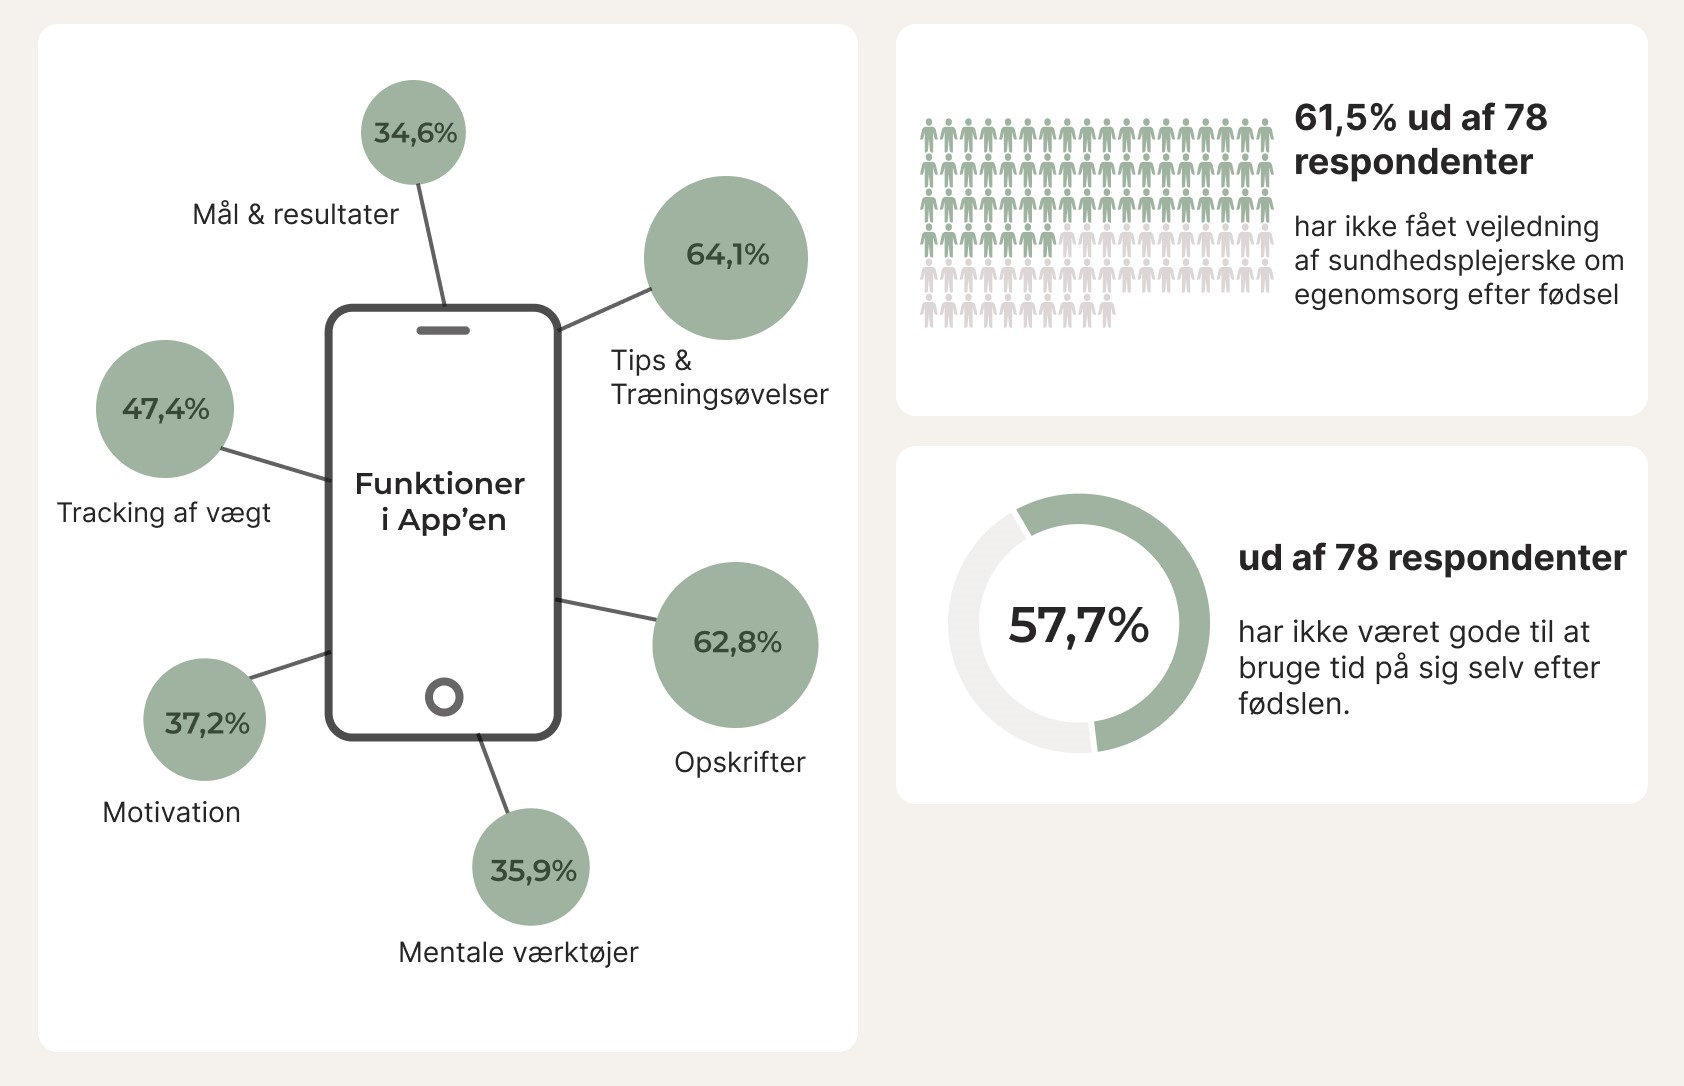 34,6%
Mål & resultater
64,1%
Tips &
Træningsøvelser
47,4%
Tracking af vægt
Funktioner
i App’en
62,8%
Opskrifter
37,2%
Motivation
35,9%
Mentale værktøjer
61,5% ud af 78
respondenter
har ikke fået vejledning
af sundhedsplejerske om
egenomsorg efter fødsel
57,7%
ud af 78 respondenter
har ikke været gode til at
bruge tid på sig selv efter
fødslen.